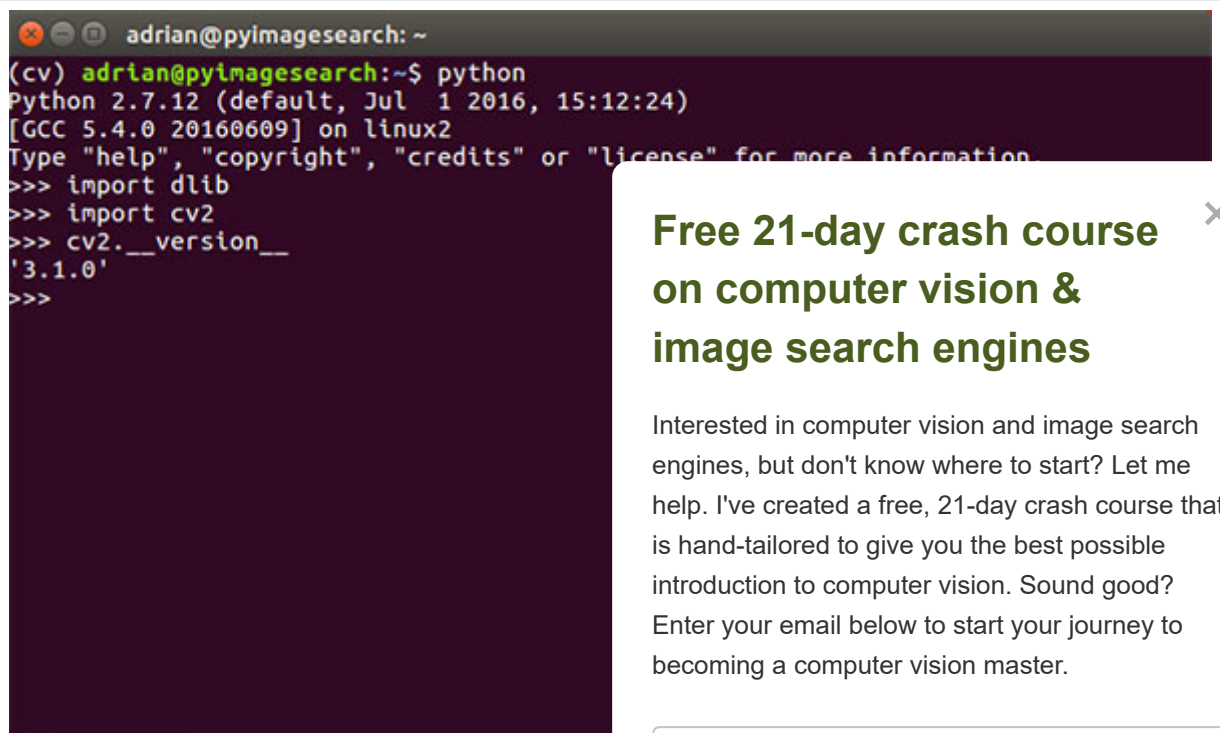 adrian@pyimagesearch: ~
(cv) adrian@pyimagesearch:~$ python
Python 2.7.12 (default, Jul  1 2016, 15:12:24)
[GCC 5.4.0 20160609] on linux2
Type "help", "copyright", "credits" or "license" for more information.
>>> import dlib
>>> import cv2
>>> cv2.__version__
'3.1.0'
>>>
×
Free 21-day crash course
on computer vision &
image search engines
Interested in computer vision and image search
engines, but don't know where to start? Let me
help. I've created a free, 21-day crash course that
is hand-tailored to give you the best possible
introduction to computer vision. Sound good?
Enter your email below to start your journey to
becoming a computer vision master.